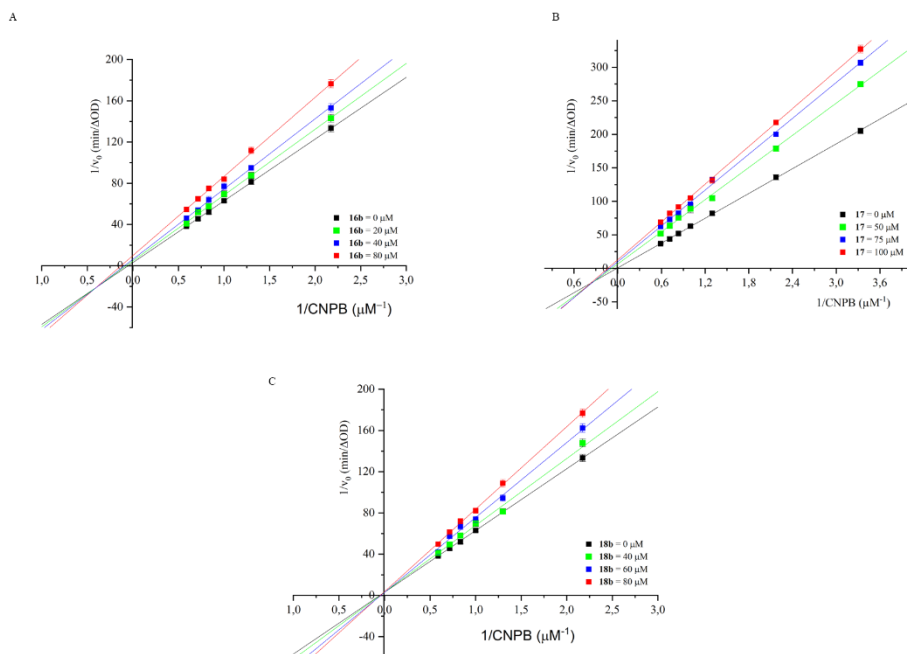 A
1/v₀ (min/ΔOD)
200
160
120
80
40
-40
1,0
0,5
0,0
0,5
1,0
1,5
2,0
2,5
3,0
1/CNPB (μM⁻¹)
16b = 0 μM
16b = 20 μM
16b = 40 μM
16b = 80 μM
B
1/v₀ (min/ΔOD)
300
250
200
150
100
50
0
-50
0,6
0,0
0,6
1,2
1,8
2,4
3,0
3,6
1/CNPB (μM⁻¹)
17 = 0 μM
17 = 50 μM
17 = 75 μM
17 = 100 μM
C
1/v₀ (min/ΔOD)
200
160
120
80
40
0
-40
1,0
0,5
0,0
0,5
1,0
1,5
2,0
2,5
3,0
1/CNPB (μM⁻¹)
18b = 0 μM
18b = 40 μM
18b = 60 μM
18b = 80 μM